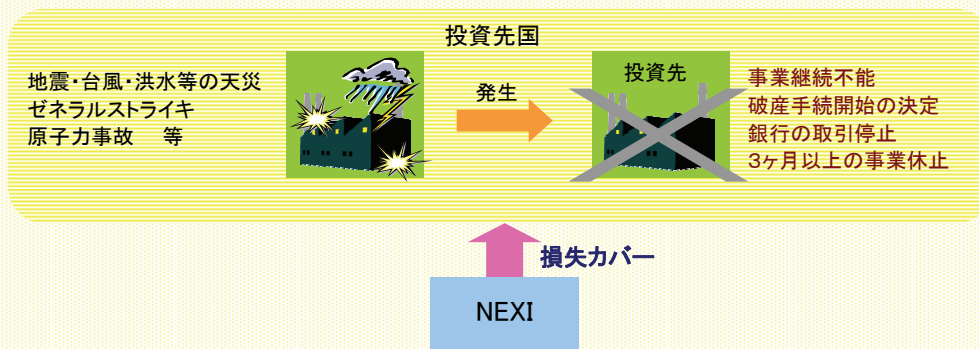 投資先国
地震・台風・洪水等の天災
ゼネラルストライキ
原子力事故　等
発生
投資先
事業継続不能
破産手続開始の決定
銀行の取引停止
3ヶ月以上の事業休止
損失カバー
NEXI